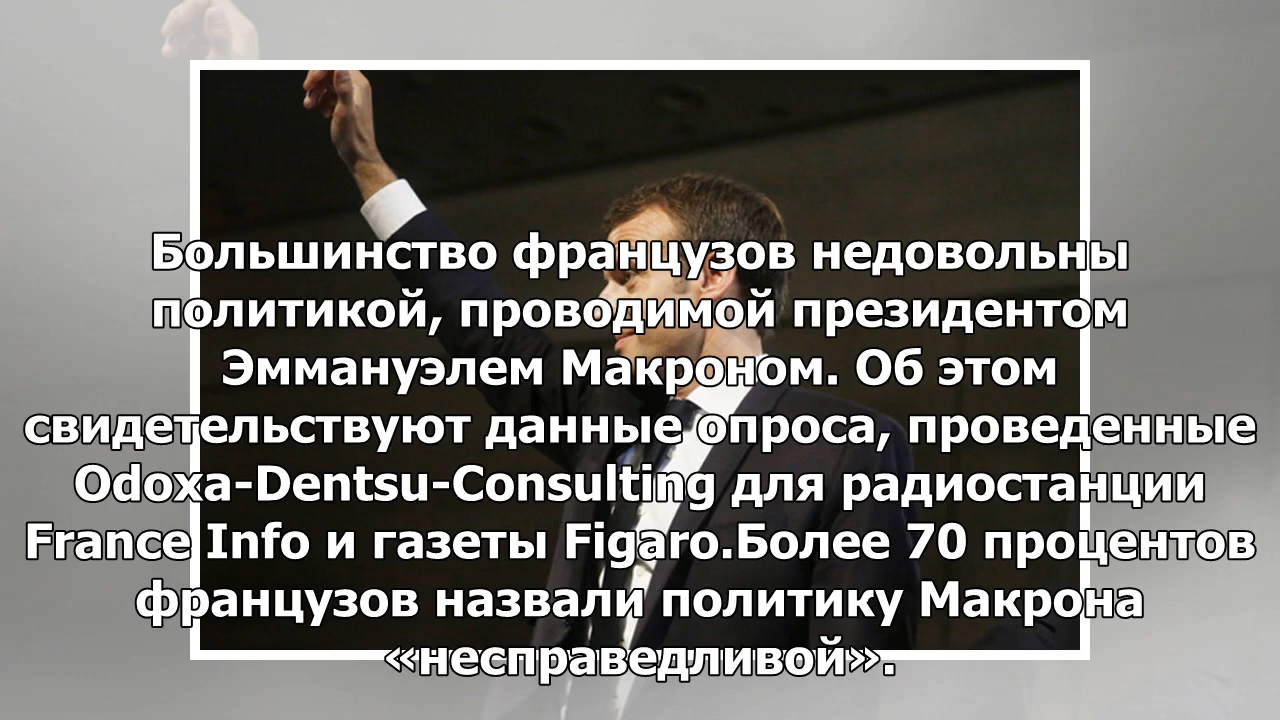 Большинство французов недовольны
политикой, проводимой президентом
Эммануэлем Макроном. Об этом
свидетельствуют данные опроса, проведенные
Odoxa-Dentsu-Consulting для радиостанции
France Info и газеты Figaro.Более 70 процентов
французов назвали политику Макрона
«несправедливой».